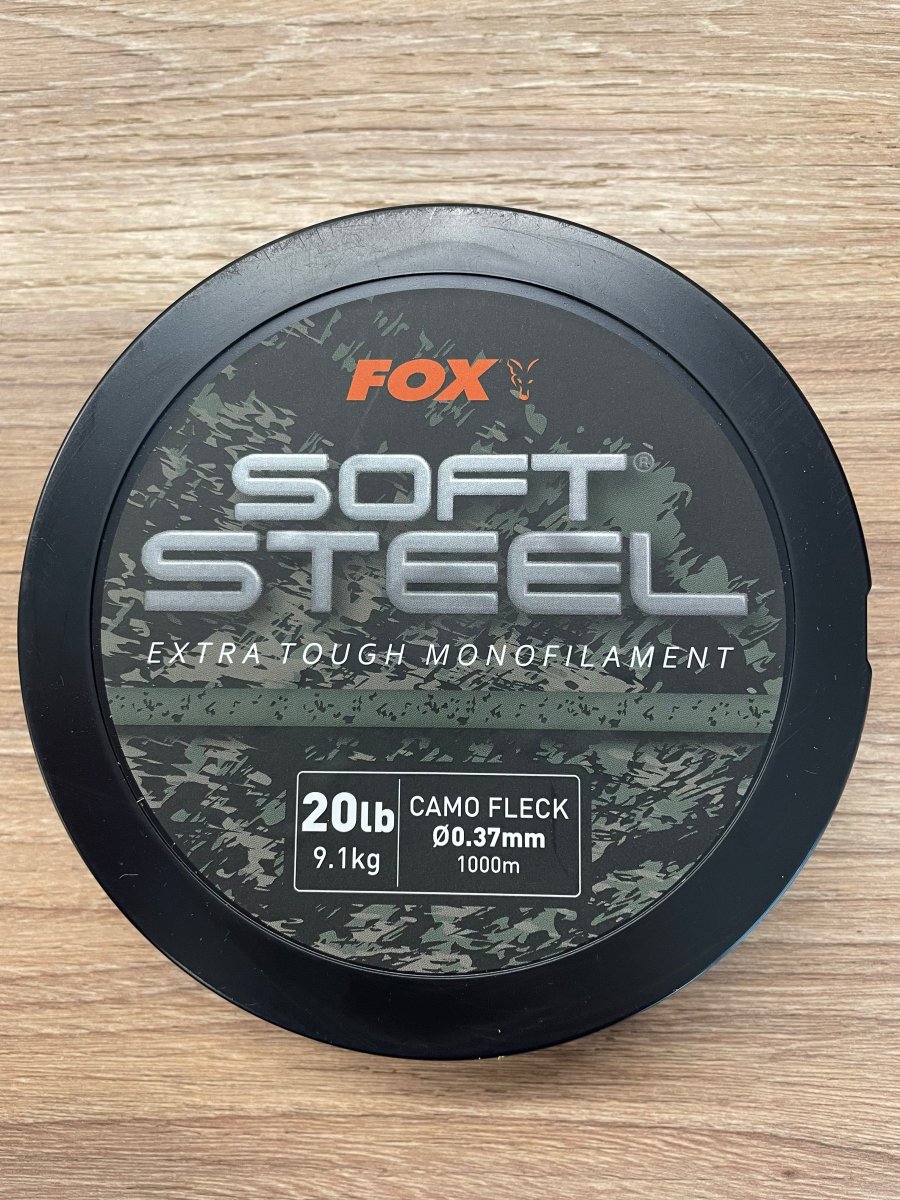 FOX
SOFT®
STEEL
EXTRA TOUGH MONOFILAMENT
20lb
9.1kg
CAMO FLECK
Ø0.37mm
1000m